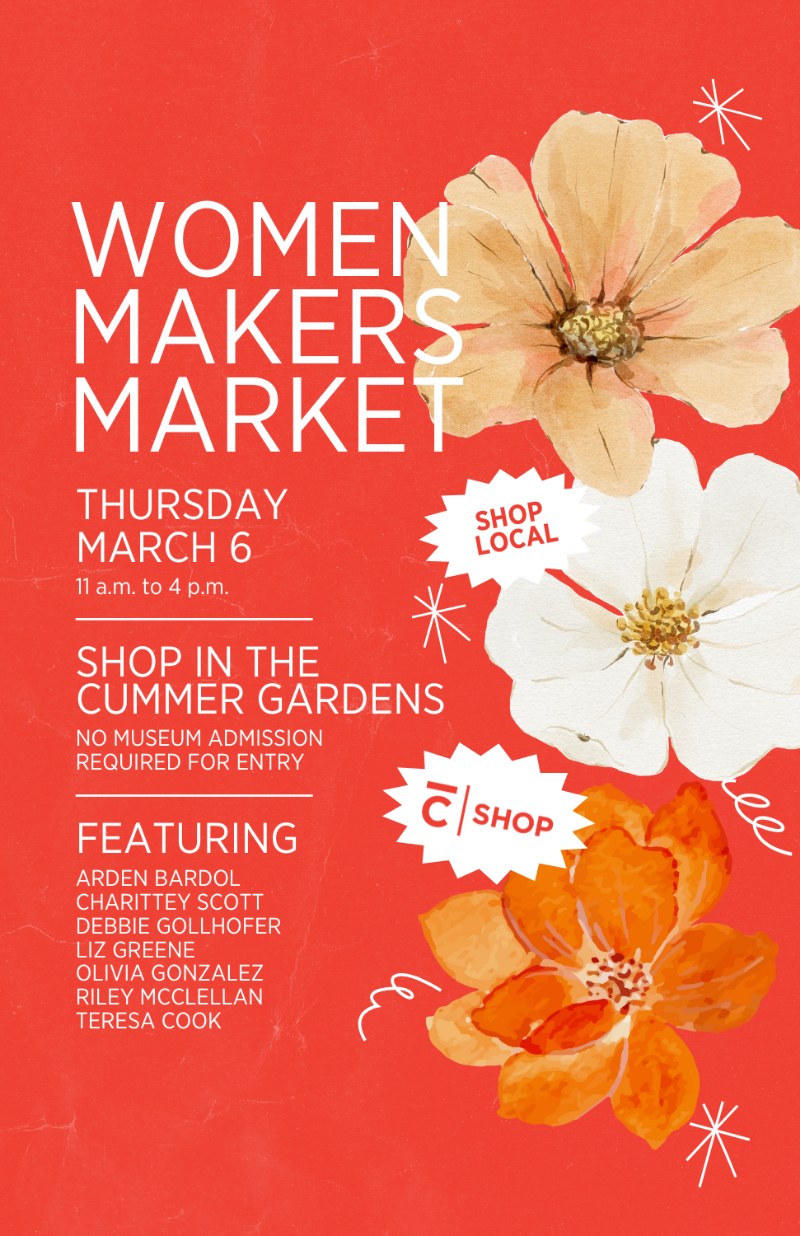 WOMEN
MAKERS
MARKET
THURSDAY
MARCH 6
11 a.m. to 4 p.m.
SHOP
LOCAL
SHOP IN THE
CUMMER GARDENS
NO MUSEUM ADMISSION
REQUIRED FOR ENTRY
C | SHOP
FEATURING
ARDEN BARDOL
CHARITTEY SCOTT
DEBBIE GOLLHOFER
LIZ GREENE
OLIVIA GONZALEZ
RILEY MCCLELLAN
TERESA COOK